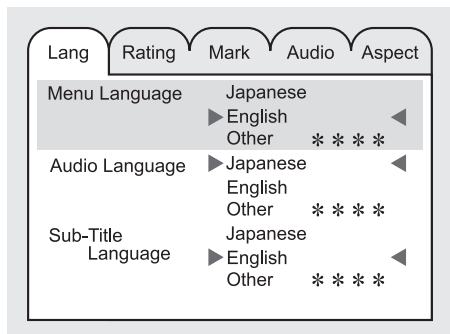 Lang Rating Mark Audio Aspect
Menu Language Japanese
English
Other ****
Audio Language Japanese
English
Other ****
Sub-Title Japanese
Language English
Other ****